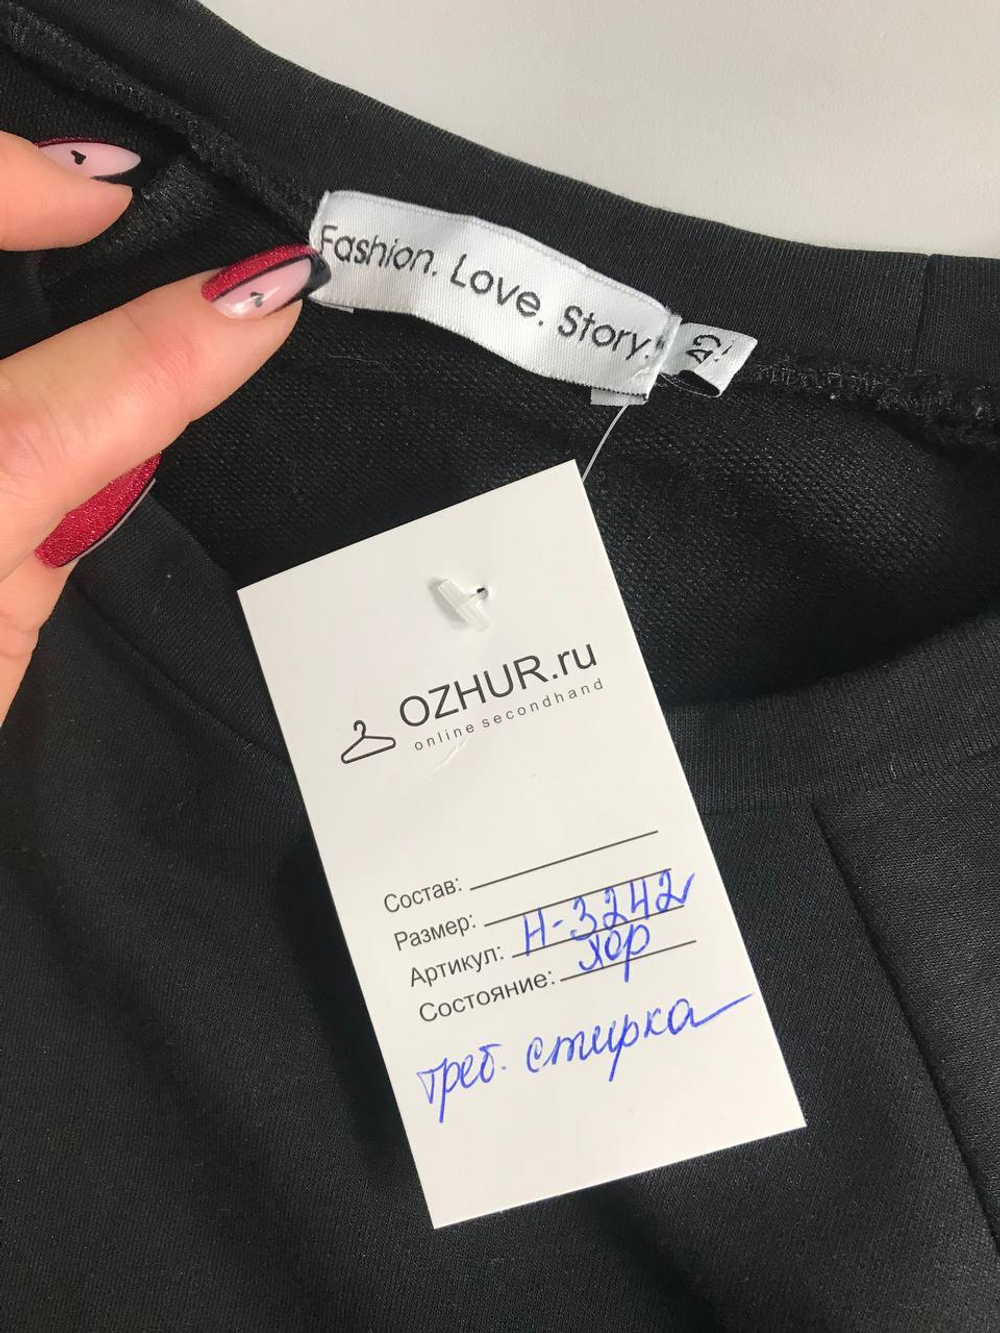 Fashion. Love. Story.
OZHUR.ru
online secondhand
Состав:
Размер:
Артикул: Н-3242
Состояние: хор
треб. стирка